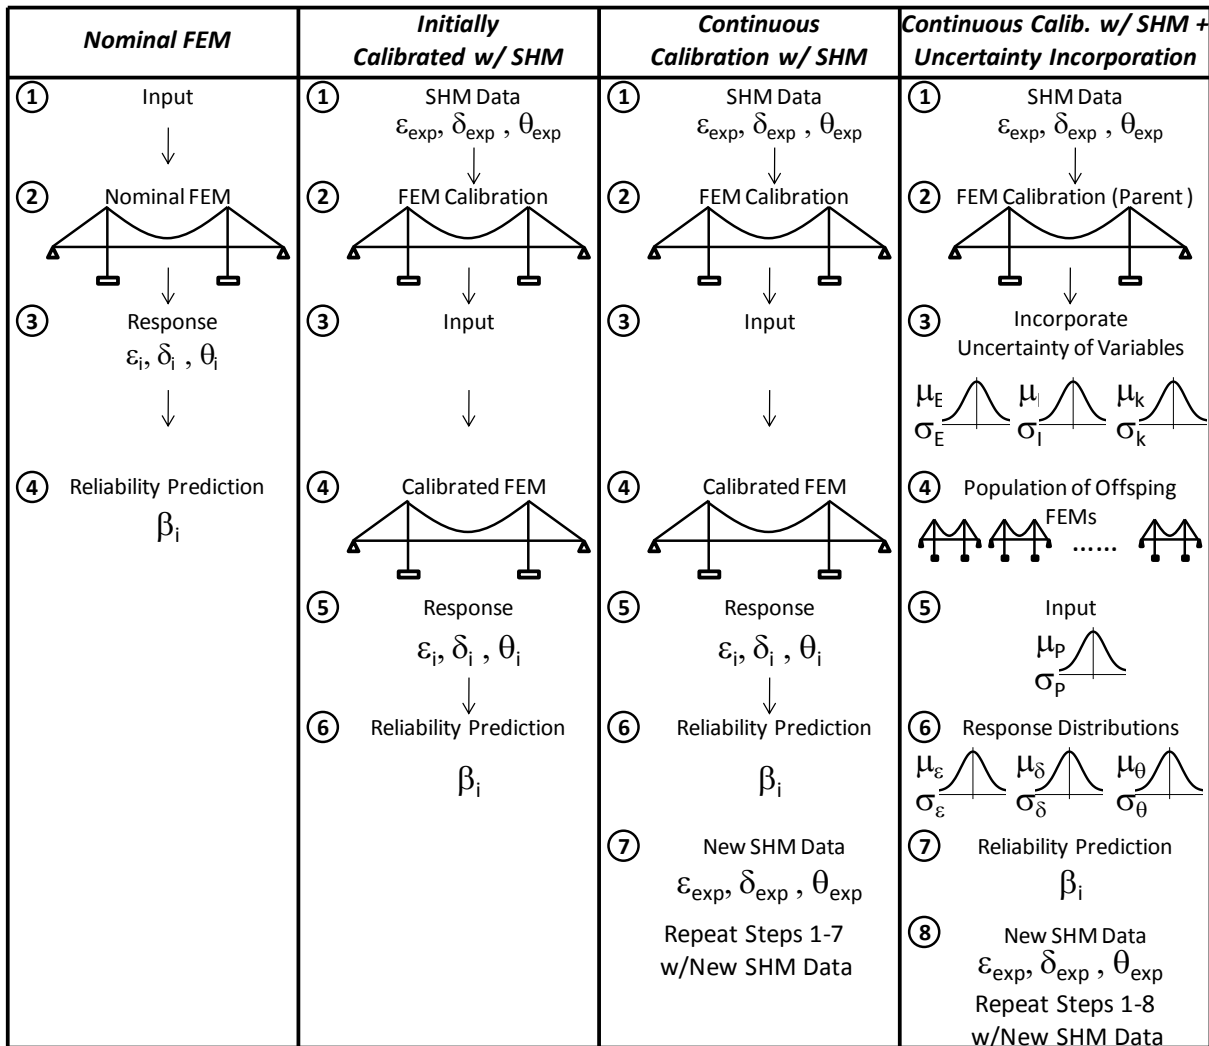 Nominal FEM
① Input
② Nominal FEM
③ Response
εi, δi , θi
④ Reliability Prediction
βi
Initially
Calibrated w/ SHM
① SHM Data
εexp, δexp , θexp
② FEM Calibration
③ Input
④ Calibrated FEM
⑤ Response
εi, δi , θi
⑥ Reliability Prediction
βi
Continuous
Calibration w/ SHM
① SHM Data
εexp, δexp , θexp
② FEM Calibration
③ Input
④ Calibrated FEM
⑤ Response
εi, δi , θi
⑥ Reliability Prediction
βi
⑦ New SHM Data
εexp, δexp , θexp
Repeat Steps 1-7
w/New SHM Data
Continuous Calib. w/ SHM +
Uncertainty Incorporation
① SHM Data
εexp, δexp , θexp
② FEM Calibration (Parent )
③ Incorporate
Uncertainty of Variables
μE μI μk
σE σI σk
④ Population of Offsping
FEMs
......
⑤ Input
μP
σP
⑥ Response Distributions
με μδ μθ
σε σδ σθ
⑦ Reliability Prediction
βi
⑧ New SHM Data
εexp, δexp , θexp
Repeat Steps 1-8
w/New SHM Data